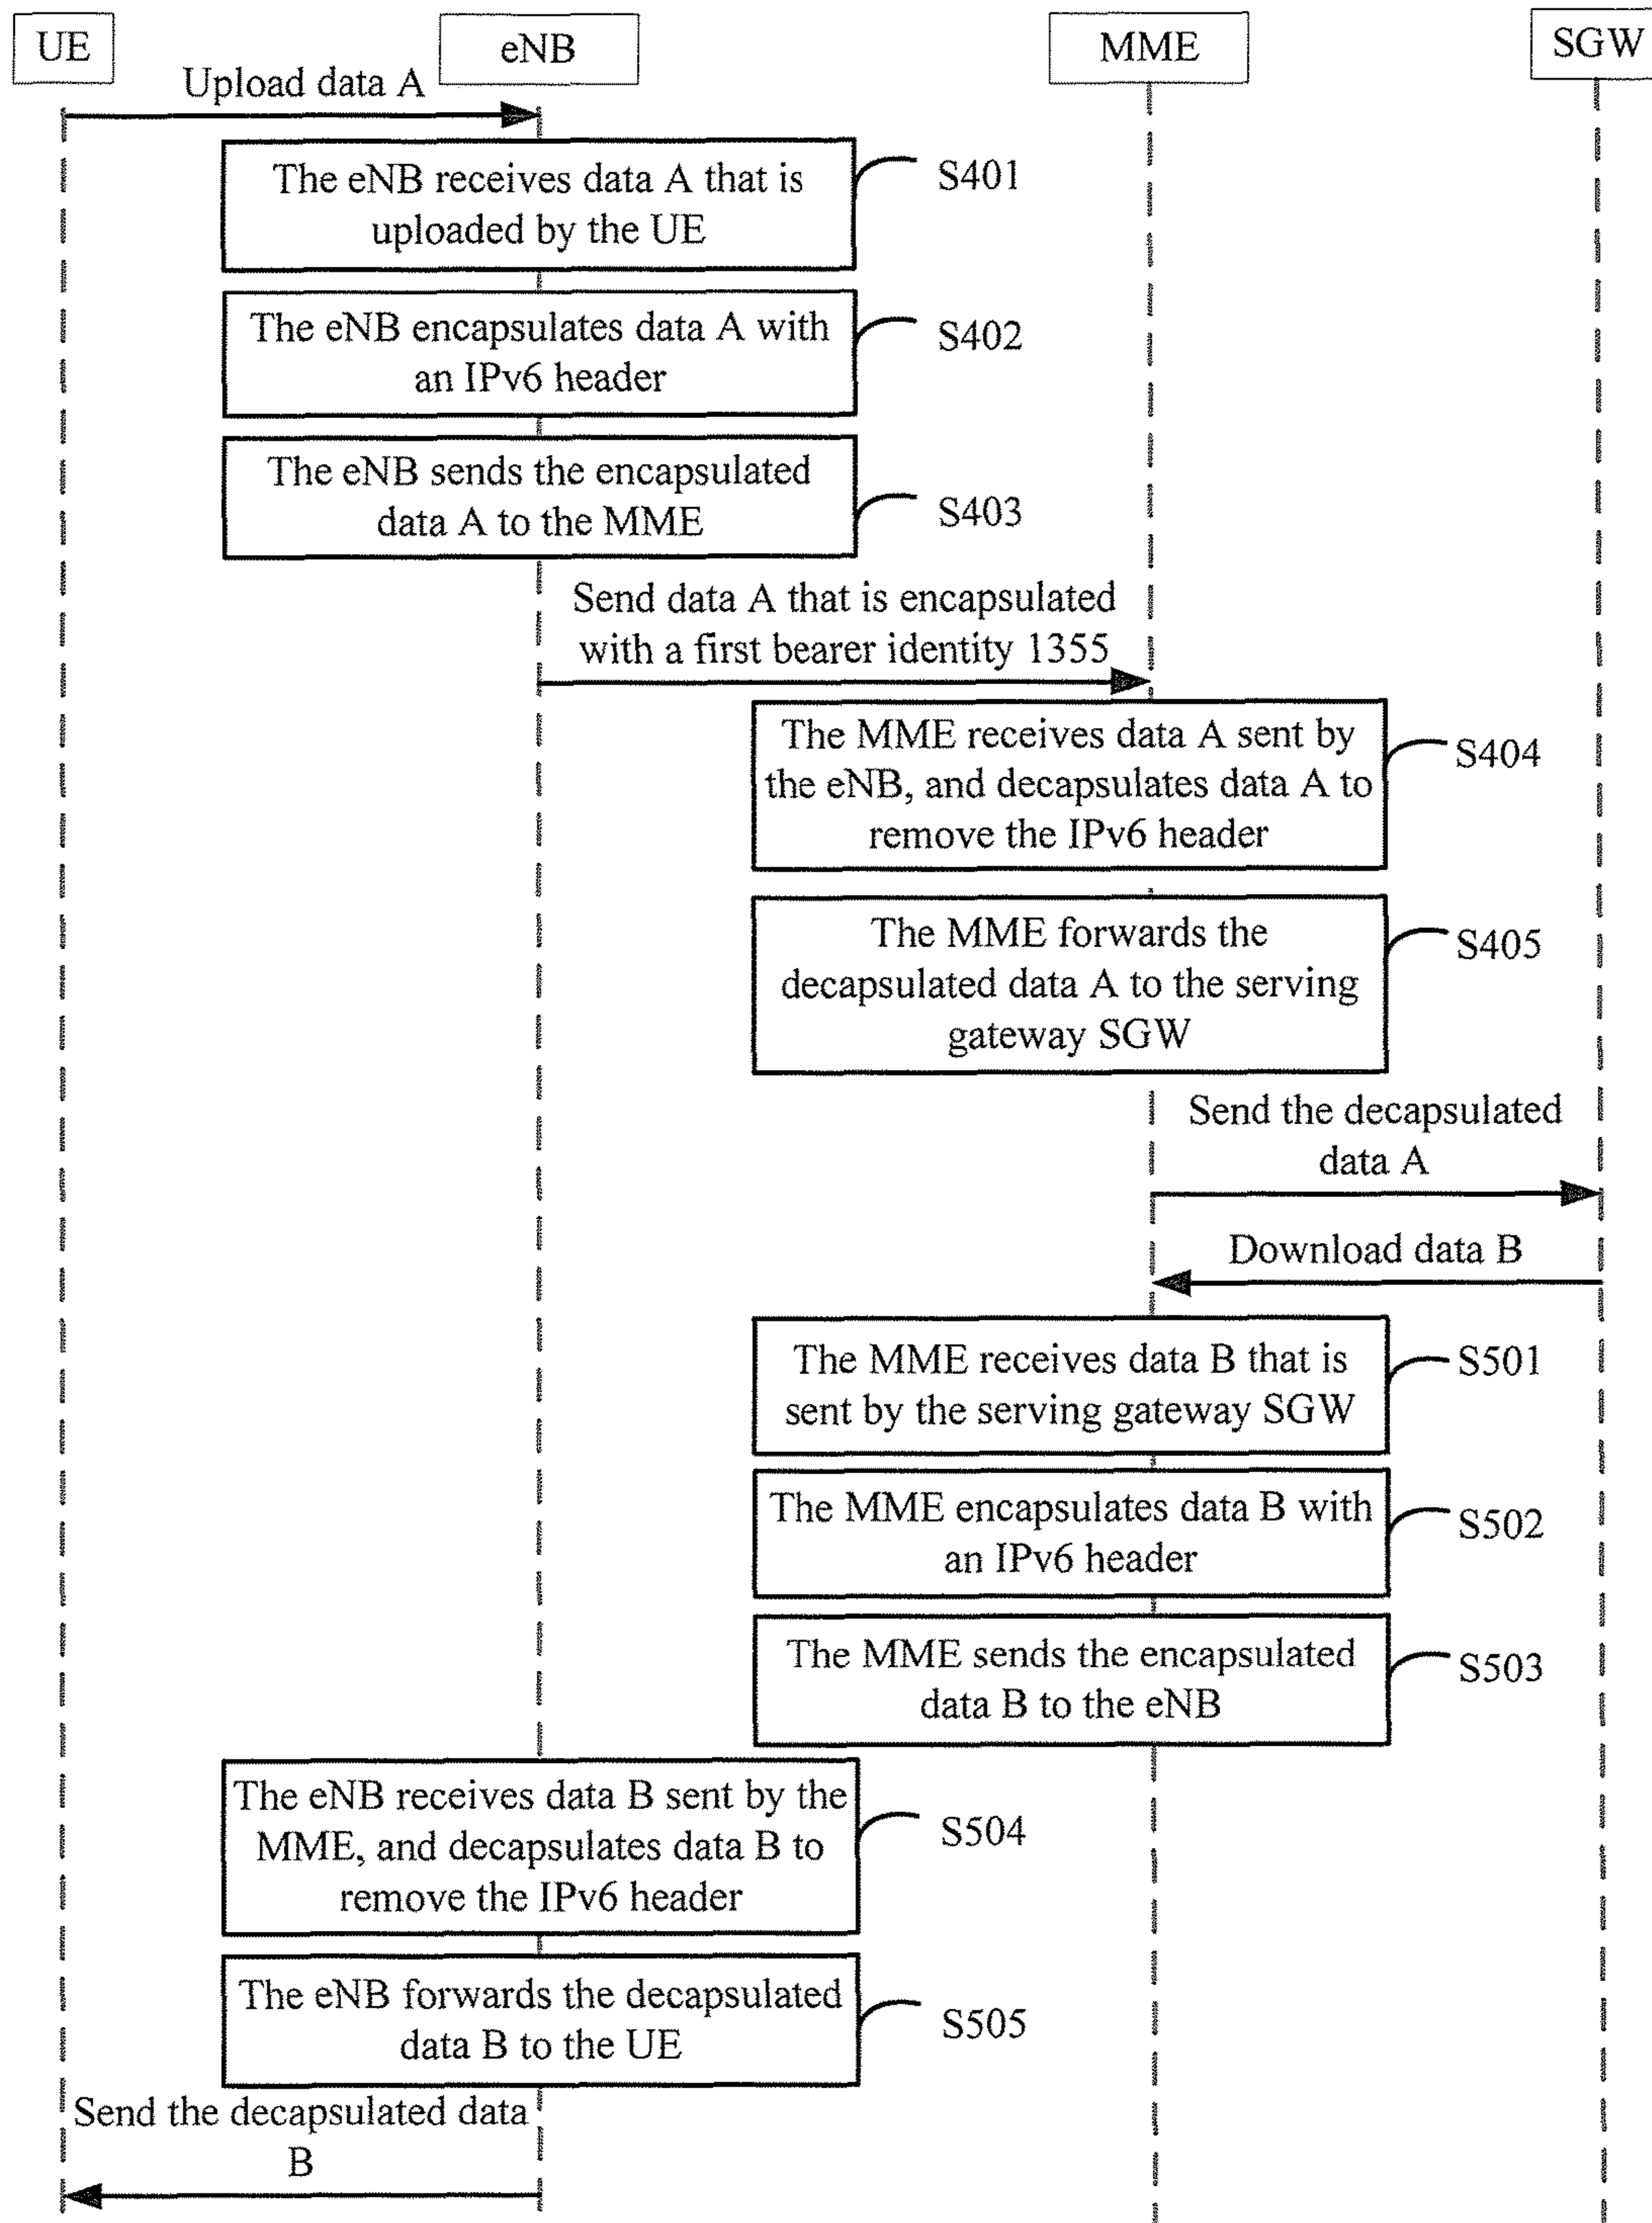 UE
eNB
MME
SGW
Upload data A
The eNB receives data A that is
uploaded by the UE
S401
The eNB encapsulates data A with
an IPv6 header
S402
The eNB sends the encapsulated
data A to the MME
S403
Send data A that is encapsulated
with a first bearer identity 1355
The MME receives data A sent by
the eNB, and decapsulates data A to
remove the IPv6 header
S404
The MME forwards the
decapsulated data A to the serving
gateway SGW
S405
Send the decapsulated
data A
Download data B
The MME receives data B that is
sent by the serving gateway SGW
S501
The MME encapsulates data B with
an IPv6 header
S502
The MME sends the encapsulated
data B to the eNB
S503
The eNB receives data B sent by the
MME, and decapsulates data B to
remove the IPv6 header
S504
The eNB forwards the decapsulated
data B to the UE
S505
Send the decapsulated data
B